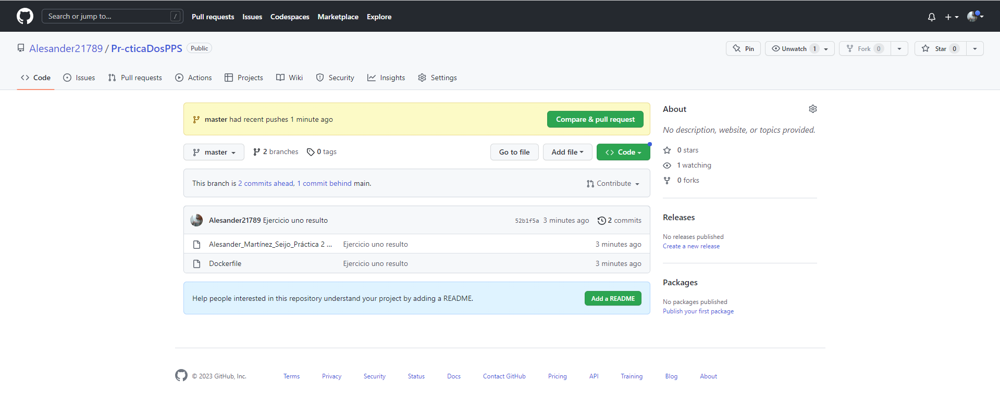 Search or jump to... / Pull requests Issues Codespaces Marketplace Explore
Alesander21789 / Pr-cticaDosPPS Public Pin Unwatch 1 Fork 0 Star 0
Code Issues Pull requests Actions Projects Wiki Security Insights Settings
master had recent pushes 1 minute ago Compare & pull request
master 2 branches 0 tags Go to file Add file Code
This branch is 2 commits ahead, 1 commit behind main. Contribute
Alesander21789 Ejercicio uno resulto 52b1f5a 3 minutes ago 2 commits
Alesander_Martínez_Seijo_Práctica 2 ... Ejercicio uno resulto 3 minutes ago
Dockerfile Ejercicio uno resulto 3 minutes ago
Help people interested in this repository understand your project by adding a README. Add a README
About
No description, website, or topics provided.
0 stars
1 watching
0 forks
Releases
No releases published
Create a new release
Packages
No packages published
Publish your first package
© 2023 GitHub, Inc. Terms Privacy Security Status Docs Contact GitHub Pricing API Training Blog About